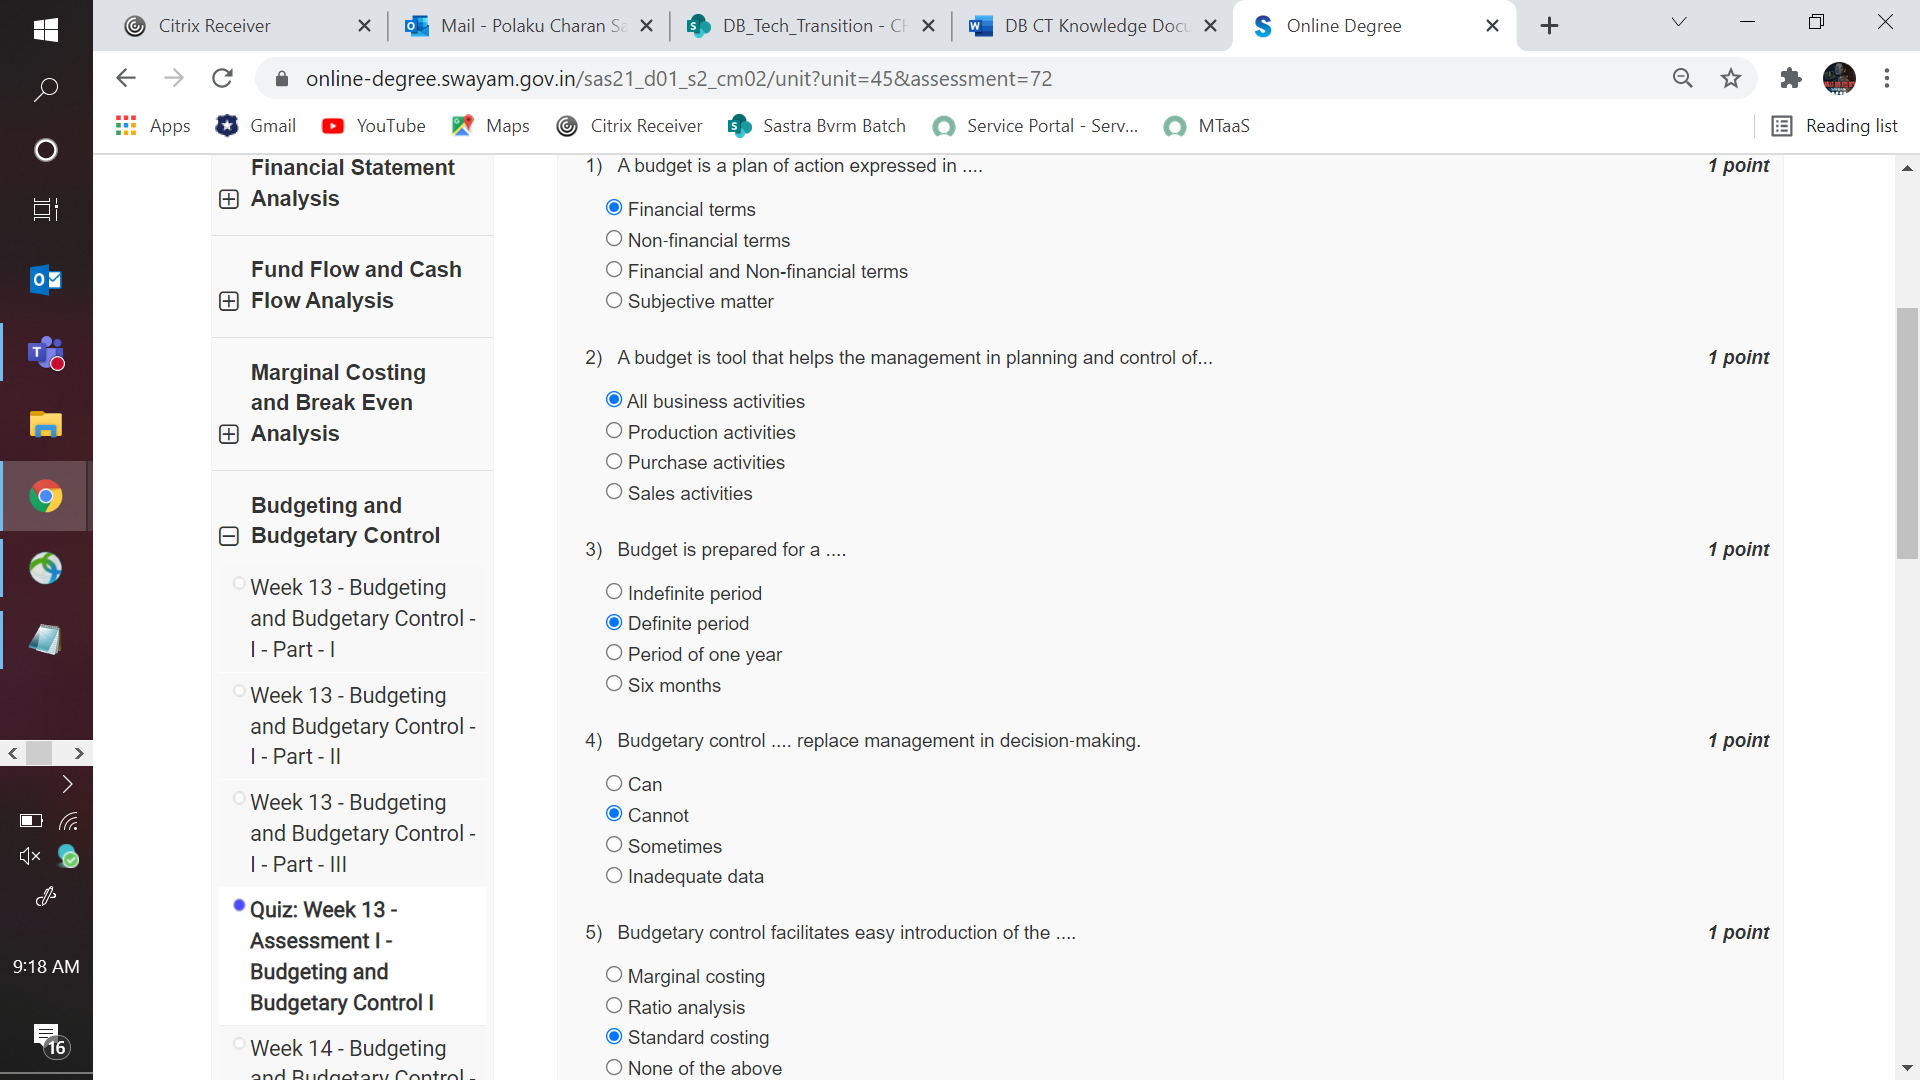 Citrix Receiver
Mail - Polaku Charan Sa
DB_Tech_Transition - CH
DB CT Knowledge Docu
Online Degree
online-degree.swayam.gov.in/sas21_d01_s2_cm02/unit?unit=45&assessment=72
Apps
Gmail
YouTube
Maps
Citrix Receiver
Sastra Bvrm Batch
Service Portal - Serv...
MTaaS
Reading list
Financial Statement
Analysis
Fund Flow and Cash
Flow Analysis
Marginal Costing
and Break Even
Analysis
Budgeting and
Budgetary Control
Week 13 - Budgeting
and Budgetary Control -
I - Part - I
Week 13 - Budgeting
and Budgetary Control -
I - Part - II
Week 13 - Budgeting
and Budgetary Control -
I - Part - III
Quiz: Week 13 -
Assessment I -
Budgeting and
Budgetary Control I
Week 14 - Budgeting
and Budgetary Control -
1) A budget is a plan of action expressed in ....
1 point
Financial terms
Non-financial terms
Financial and Non-financial terms
Subjective matter
2) A budget is tool that helps the management in planning and control of...
1 point
All business activities
Production activities
Purchase activities
Sales activities
3) Budget is prepared for a ....
1 point
Indefinite period
Definite period
Period of one year
Six months
4) Budgetary control .... replace management in decision-making.
1 point
Can
Cannot
Sometimes
Inadequate data
5) Budgetary control facilitates easy introduction of the ....
1 point
Marginal costing
Ratio analysis
Standard costing
None of the above
9:18 AM
16